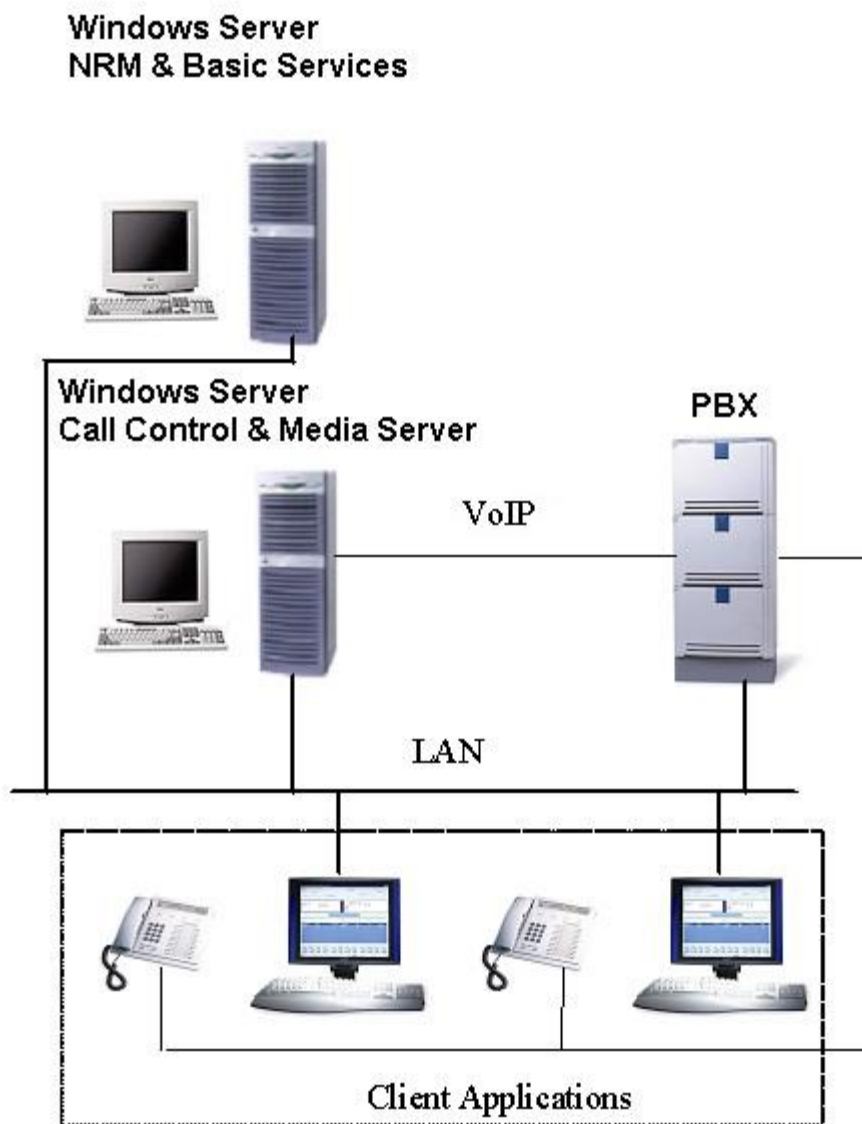 Windows Server
NRM & Basic Services
Windows Server
Call Control & Media Server
PBX
VoIP
LAN
Client Applications